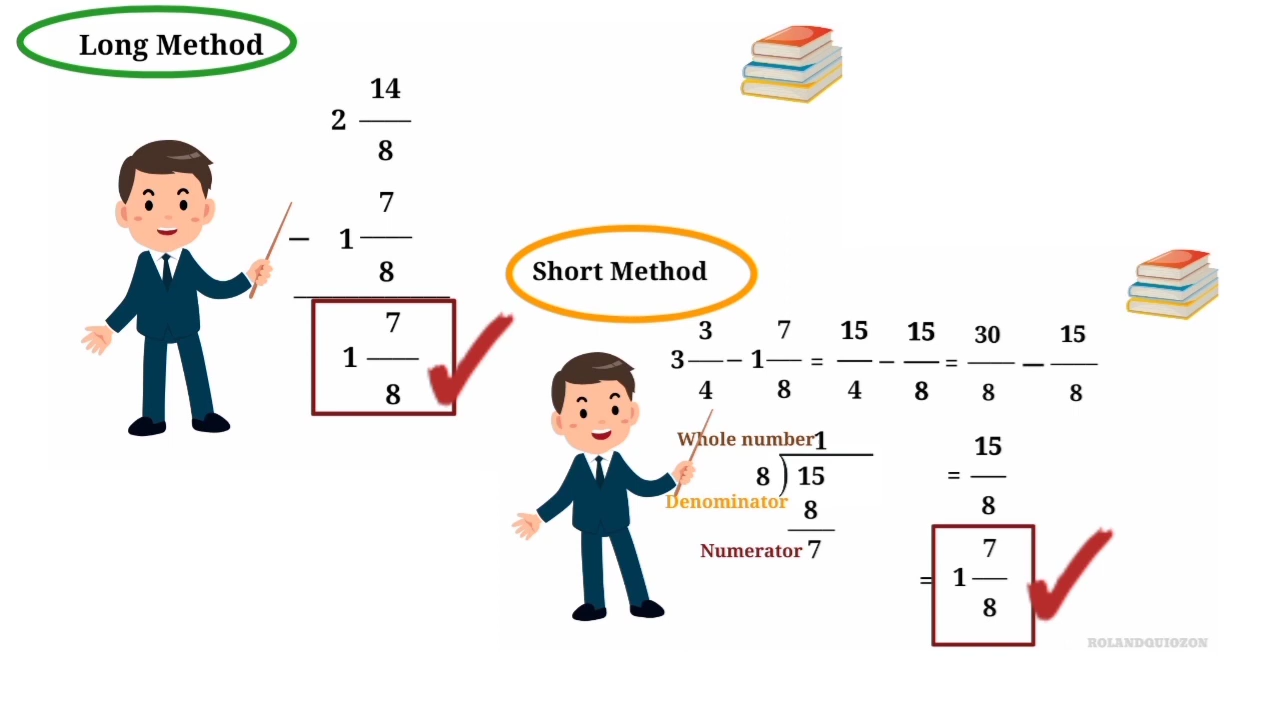 Long Method
14
2 —
8
7
− 1 —
8
7
1 —
8
Short Method
3 7 15 15 30 15
3 — − 1 — = — − — = — − —
4 8 4 8 8 8
Whole number 1
8 ) 15
Denominator
8
Numerator 7
15
= —
8
7
= 1 —
8
ROLANDQUIOZON